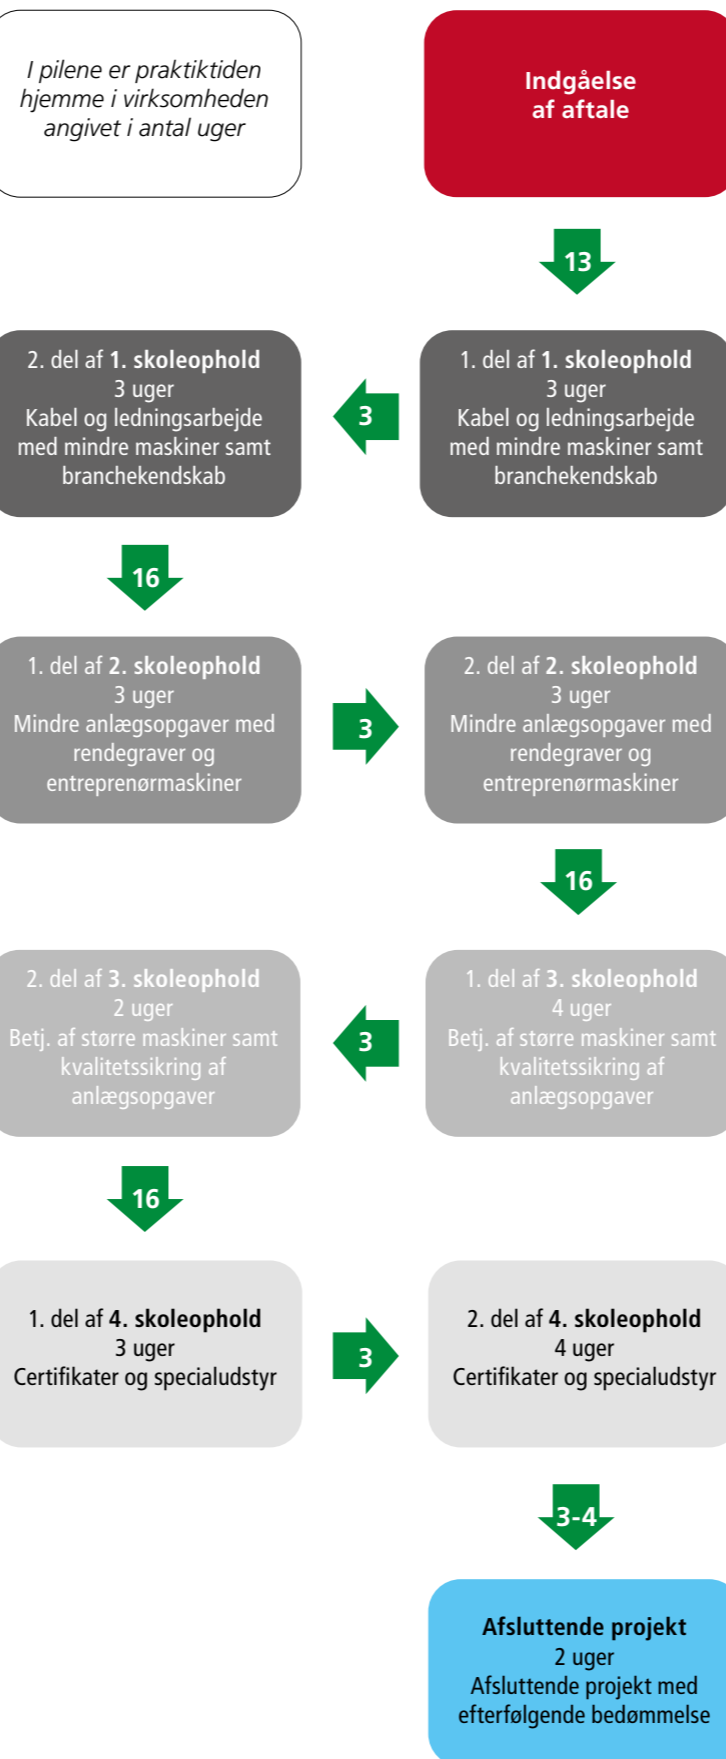 I pilene er praktiktiden
hjemme i virksomheden
angivet i antal uger
Indgåelse
af aftale
13
1. del af 1. skoleophold
3 uger
Kabel og ledningsarbejde
med mindre maskiner samt
branchekendskab
3
2. del af 1. skoleophold
3 uger
Kabel og ledningsarbejde
med mindre maskiner samt
branchekendskab
16
1. del af 2. skoleophold
3 uger
Mindre anlægsopgaver med
rendegraver og
entreprenørmaskiner
3
2. del af 2. skoleophold
3 uger
Mindre anlægsopgaver med
rendegraver og
entreprenørmaskiner
16
1. del af 3. skoleophold
4 uger
Betj. af større maskiner samt
kvalitetssikring af
anlægsopgaver
3
2. del af 3. skoleophold
2 uger
Betj. af større maskiner samt
kvalitetssikring af
anlægsopgaver
16
1. del af 4. skoleophold
3 uger
Certifikater og specialudstyr
3
2. del af 4. skoleophold
4 uger
Certifikater og specialudstyr
3-4
Afsluttende projekt
2 uger
Afsluttende projekt med
efterfølgende bedømmelse